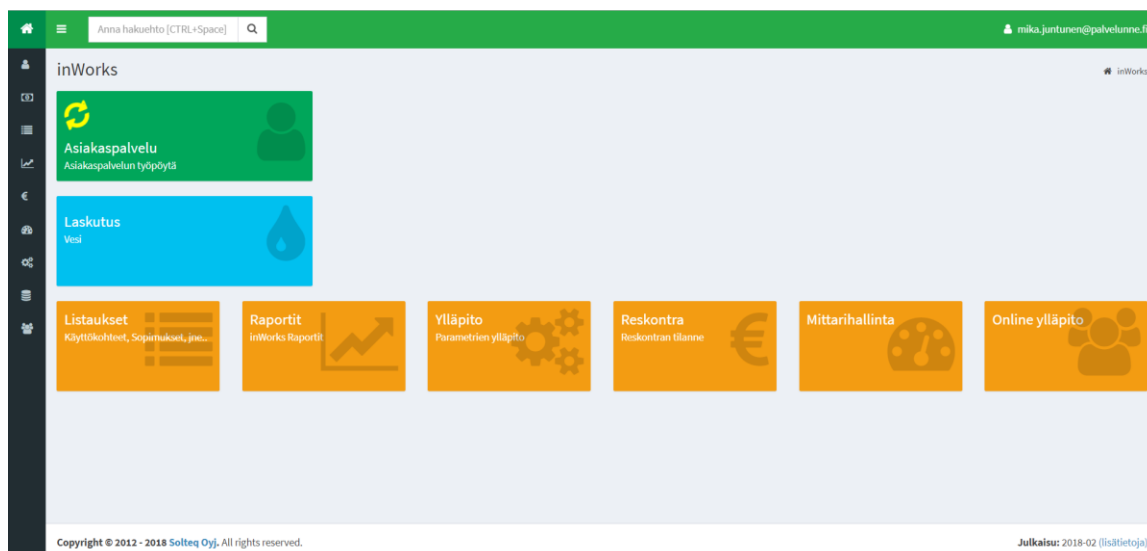 Anna hakuehto [CTRL+Space]
mika.juntunen@palvelunne.fi
inWorks
inWorks
Asiakaspalvelu
Asiakaspalvelun työpöytä
Laskutus
Vesi
Listaukset
Käyttökohteet, Sopimukset, jne..
Raportit
inWorks Raportit
Ylläpito
Parametrien ylläpito
Reskontra
Reskontran tilanne
€
Mittarihallinta
Online ylläpito
Copyright © 2012 - 2018 Solteq Oyj. All rights reserved.
Julkaisu: 2018-02 (lisätietoja)